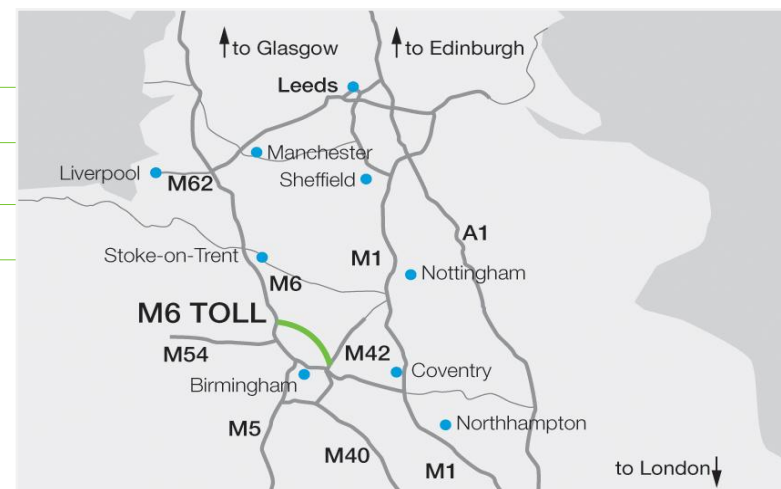 to Glasgow
to Edinburgh
Leeds
Manchester
Liverpool
M62
Sheffield
A1
Stoke-on-Trent
M1
M6
Nottingham
M6 TOLL
M54
M42
Birmingham
Coventry
M5
Northhampton
M40
M1
to London